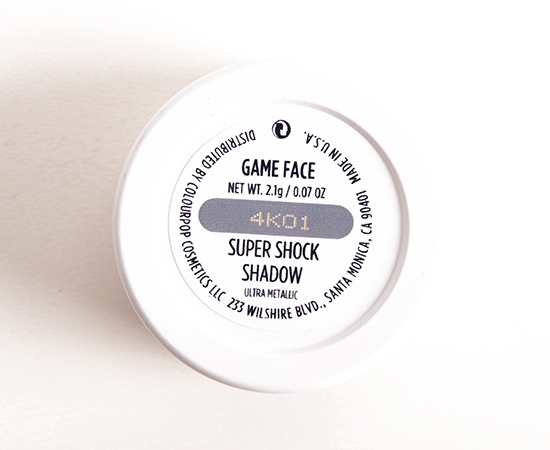 GAME FACE
NET WT. 2.1g / 0.07 OZ
4K01
SUPER SHOCK
SHADOW
ULTRA METALLIC
DISTRIBUTED BY COLOURPOP COSMETICS LLC 233 WILSHIRE BLVD., SANTA MONICA, CA 90401 MADE IN U.S.A.